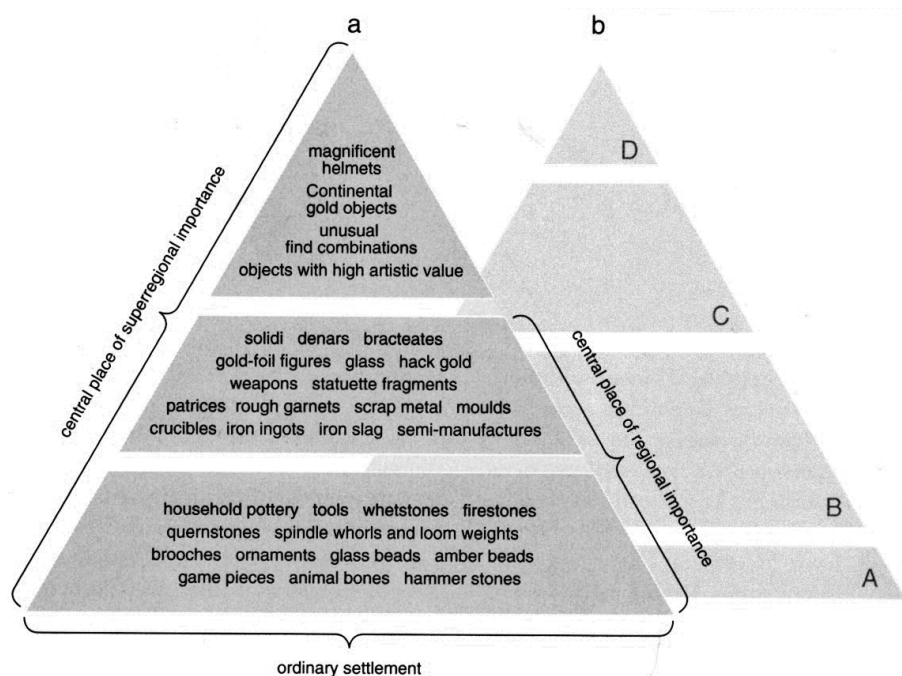 a
b
magnificent
helmets
Continental
gold objects
unusual
find combinations
objects with high artistic value
central place of superregional importance
solidi denars bracteates
gold-foil figures glass hack gold
weapons statuette fragments
patrices rough garnets scrap metal moulds
crucibles iron ingots iron slag semi-manufactures
central place of regional importance
household pottery tools whetstones firestones
quernstones spindle whorls and loom weights
brooches ornaments glass beads amber beads
game pieces animal bones hammer stones
ordinary settlement
D
C
B
A